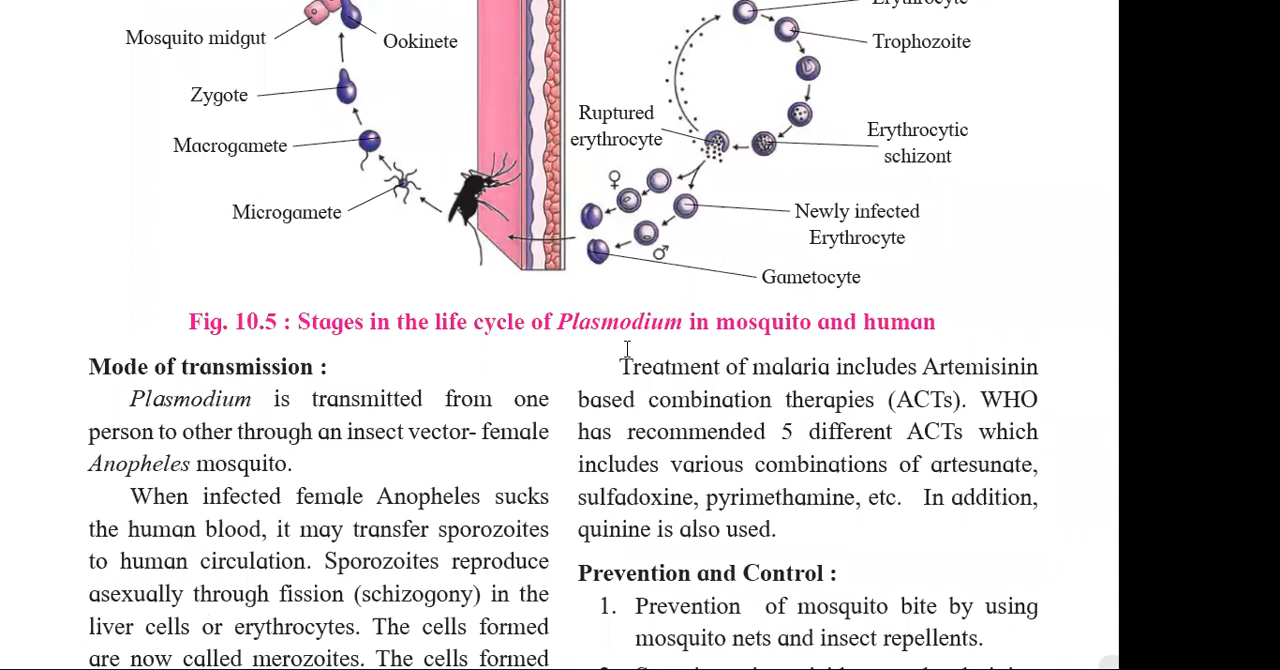 Erythrocyte
Mosquito midgut
Ookinete
Trophozoite
Zygote
Ruptured
erythrocyte
Erythrocytic
schizont
Macrogamete
♀
Microgamete
Newly infected
Erythrocyte
♂
Gametocyte
Fig. 10.5 : Stages in the life cycle of Plasmodium in mosquito and human
Mode of transmission :
Plasmodium is transmitted from one
person to other through an insect vector- female
Anopheles mosquito.
When infected female Anopheles sucks
the human blood, it may transfer sporozoites
to human circulation. Sporozoites reproduce
asexually through fission (schizogony) in the
liver cells or erythrocytes. The cells formed
are now called merozoites. The cells formed
Treatment of malaria includes Artemisinin
based combination therapies (ACTs). WHO
has recommended 5 different ACTs which
includes various combinations of artesunate,
sulfadoxine, pyrimethamine, etc. In addition,
quinine is also used.
Prevention and Control :
1. Prevention of mosquito bite by using
mosquito nets and insect repellents.